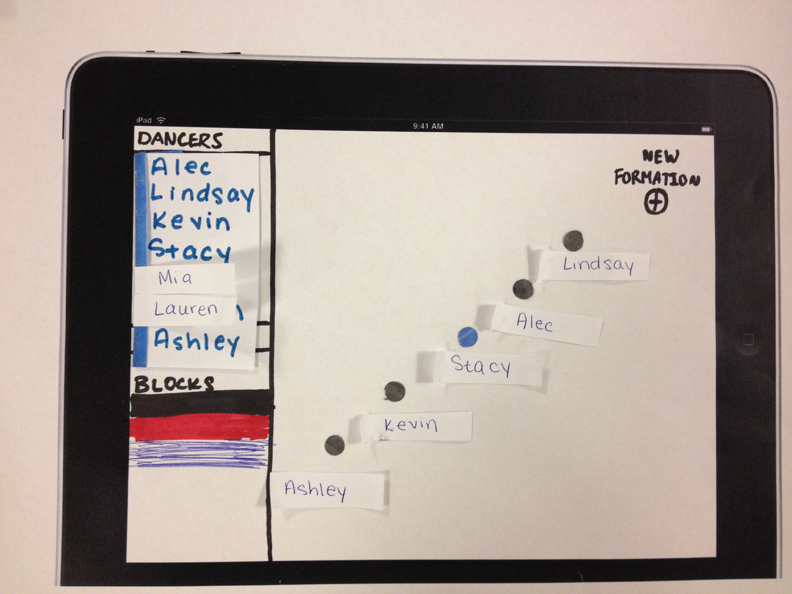 iPad
9:41 AM
DANCERS
Alec
Lindsay
Kevin
Stacy
Mia
Lauren
Ashley
BLOCKS
NEW
FORMATION
+
Lindsay
Alec
Stacy
Kevin
Ashley